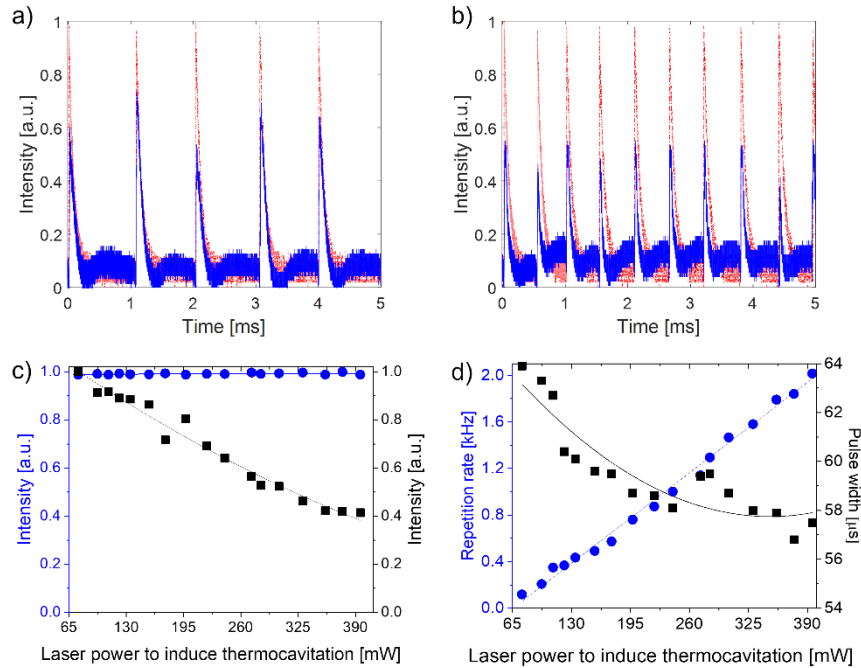 a)
Intensity [a.u.]
1
0.8
0.6
0.4
0.2
0
0 1 2 3 4 5
Time [ms]
b)
Intensity [a.u.]
1
0.8
0.6
0.4
0.2
0
0 1 2 3 4 5
Time [ms]
c)
Intensity [a.u.]
1.0
0.8
0.6
0.4
0.2
0.0
1.0
0.8
0.6
0.4
0.2
0.0
Intensity [a.u.]
65 130 195 260 325 390
Laser power to induce thermocavitation [mW]
d)
Repetition rate [kHz]
2.0
1.6
1.2
0.8
0.4
0.0
64
62
60
58
56
54
Pulse width [µs]
65 130 195 260 325 390
Laser power to induce thermocavitation [mW]